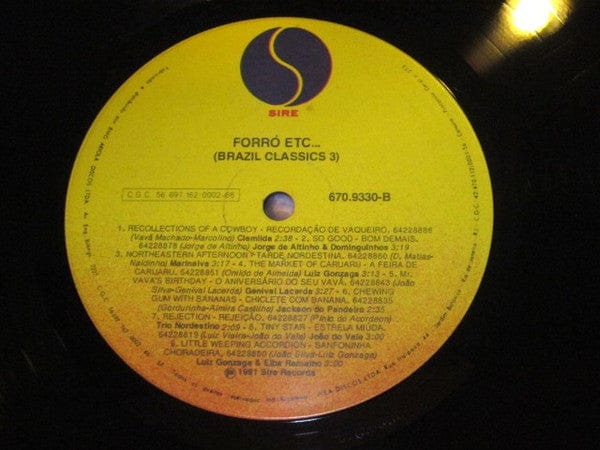 SIRE
FORRÓ ETC...
(BRAZIL CLASSICS 3)
C.G.C. 56 697 162 0002-66
670.9330-B
1. RECOLLECTIONS OF A COWBOY - RECORDAÇÃO DE VAQUEIRO, 64228886
(Vavá Machado-Marcolino) Clemilda 2:38 - 2. SO GOOD - BOM DEMAIS,
64228878 (Jorge de Altinho) Jorge de Altinho & Dominguinhos 3:19
3. NORTHEASTERN AFTERNOON - TARDE NORDESTINA, 64228860 (D. Matias-
Naldinho) Marinalva 3:17 - 4. THE MARKET OF CARUARU - A FEIRA DE
CARUARU, 64228851 (Onildo de Almeida) Luiz Gonzaga 3:13 - 5. Mr.
VAVA'S BIRTHDAY - O ANIVERSÁRIO DO SEU VAVÁ, 64228843 (João
Silva-Genival Lacerda) Genival Lacerda 3:27 - 6. CHEWING
GUM WITH BANANAS - CHICLETE COM BANANA, 64228835
(Gordurinha-Almira Castilho) Jackson do Pandeiro 2:35
7. REJECTION - REJEIÇÃO, 64228827 (Pinto do Acordeon)
Trio Nordestino 2:09 - 8. TINY STAR - ESTRELA MIÚDA,
64228819 (Luiz Vieira-João do Vale) João do Vale 3:00
9. LITTLE WEEPING ACCORDION - SANFONINHA
CHORADEIRA, (João Silva-Luiz Gonzaga)
Luiz Gonzaga & Elba Ramalho 3:00
℗ 1991 Sire Records